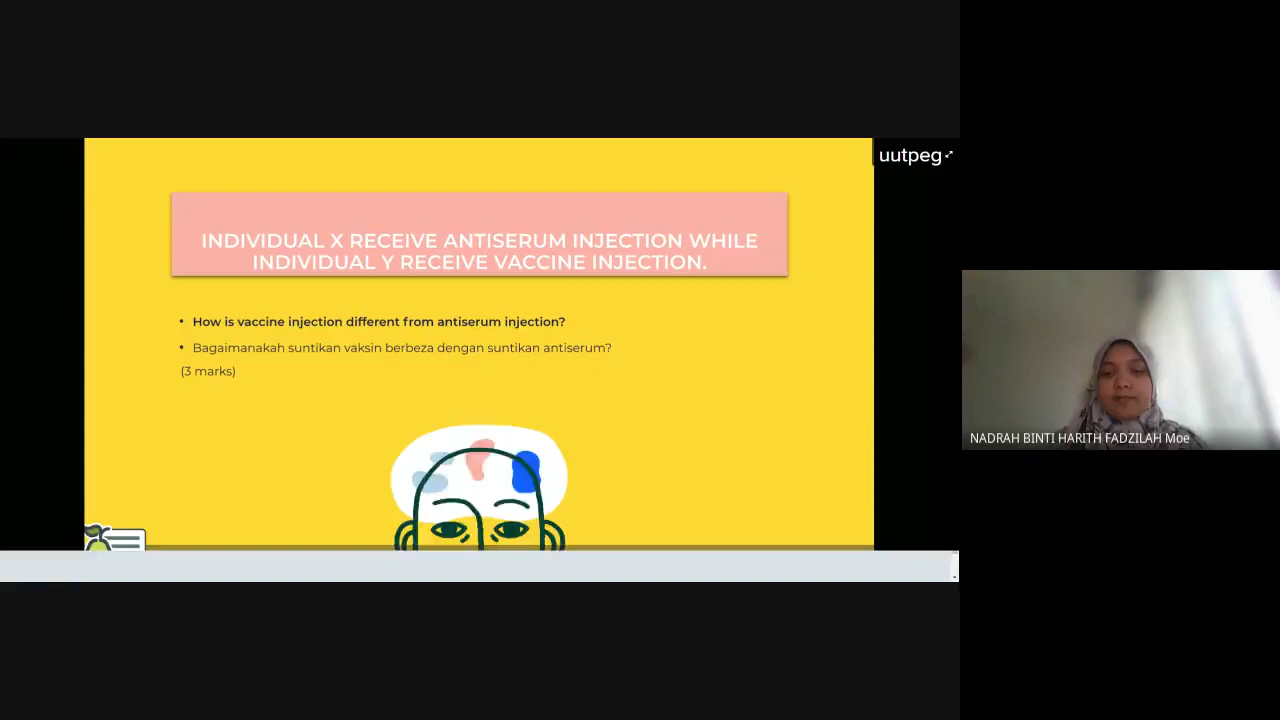 uutpeg
INDIVIDUAL X RECEIVE ANTISERUM INJECTION WHILE
INDIVIDUAL Y RECEIVE VACCINE INJECTION.
• How is vaccine injection different from antiserum injection?
• Bagaimanakah suntikan vaksin berbeza dengan suntikan antiserum?
(3 marks)
NADRAH BINTI HARITH FADZILAH Moe